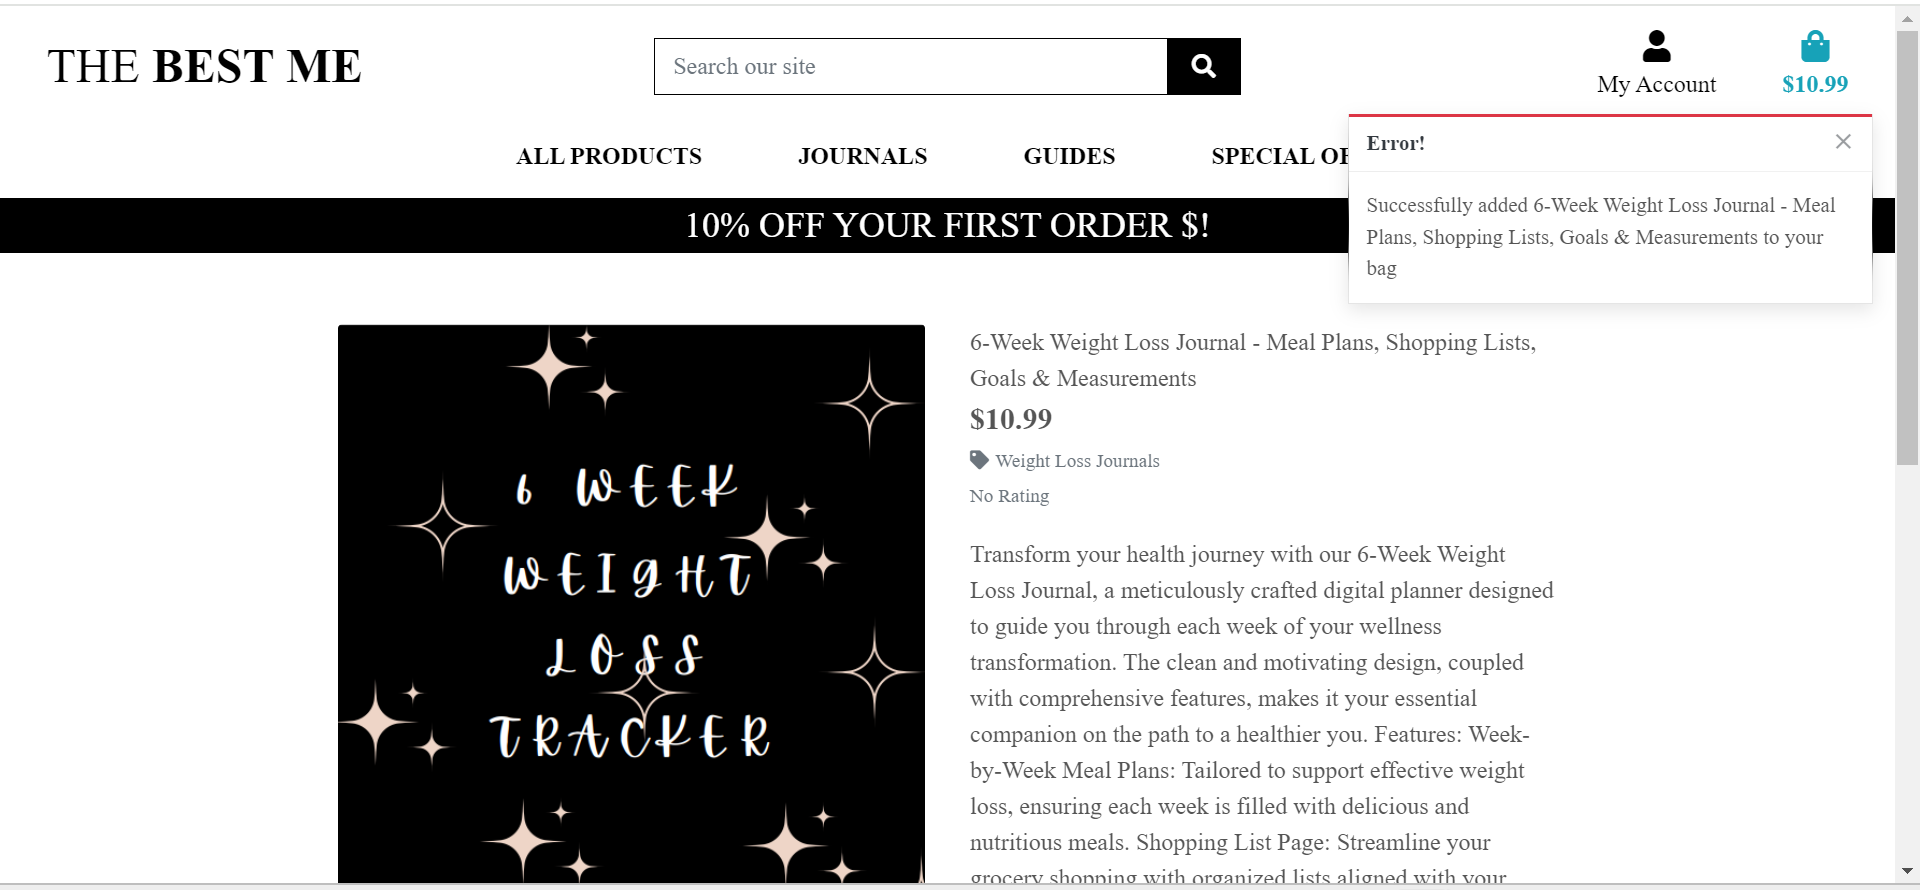 THE BEST ME
Search our site
My Account
$10.99
ALL PRODUCTS
JOURNALS
GUIDES
SPECIAL OF
Error!
Successfully added 6-Week Weight Loss Journal - Meal
Plans, Shopping Lists, Goals & Measurements to your
bag
10% OFF YOUR FIRST ORDER $!
6 WEEK
WEIGHT
LOSS
TRACKER
6-Week Weight Loss Journal - Meal Plans, Shopping Lists,
Goals & Measurements
$10.99
Weight Loss Journals
No Rating
Transform your health journey with our 6-Week Weight
Loss Journal, a meticulously crafted digital planner designed
to guide you through each week of your wellness
transformation. The clean and motivating design, coupled
with comprehensive features, makes it your essential
companion on the path to a healthier you. Features: Week-
by-Week Meal Plans: Tailored to support effective weight
loss, ensuring each week is filled with delicious and
nutritious meals. Shopping List Page: Streamline your
grocery shopping with organized lists aligned with your